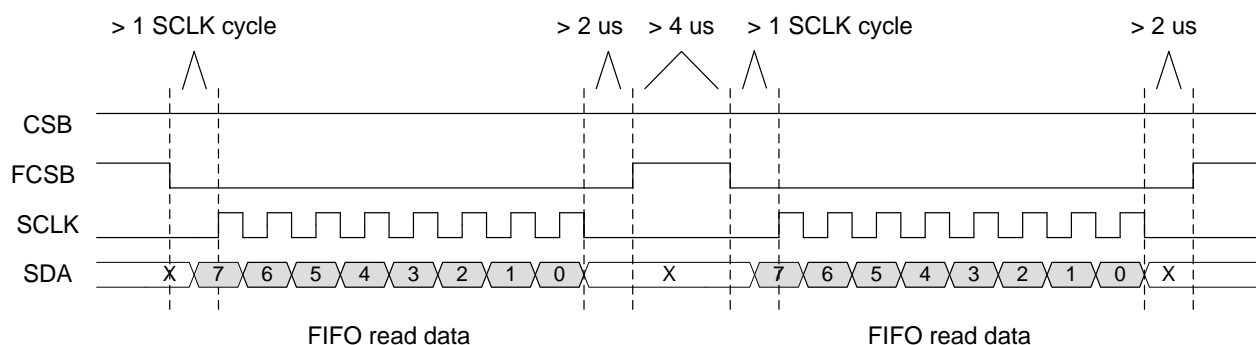 > 1 SCLK cycle > 2 us > 4 us > 1 SCLK cycle > 2 us
CSB
FCSB
SCLK
SDA X 7 6 5 4 3 2 1 0 X 7 6 5 4 3 2 1 0 X
FIFO read data FIFO read data